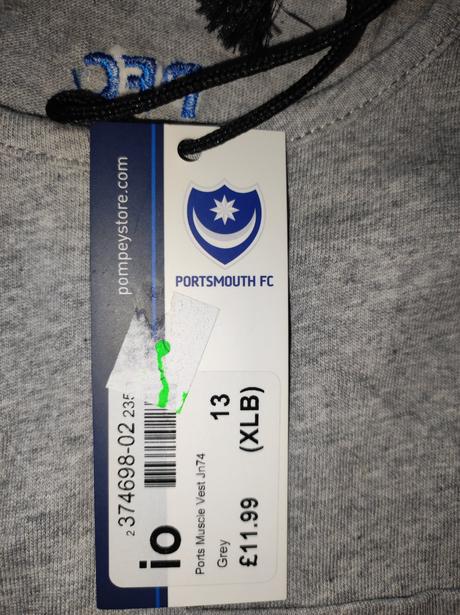 pompeystore.com
PORTSMOUTH FC
2 374698-02 235
io
Ports Muscle Vest Jn74
Grey
13
(XLB)
£11.99